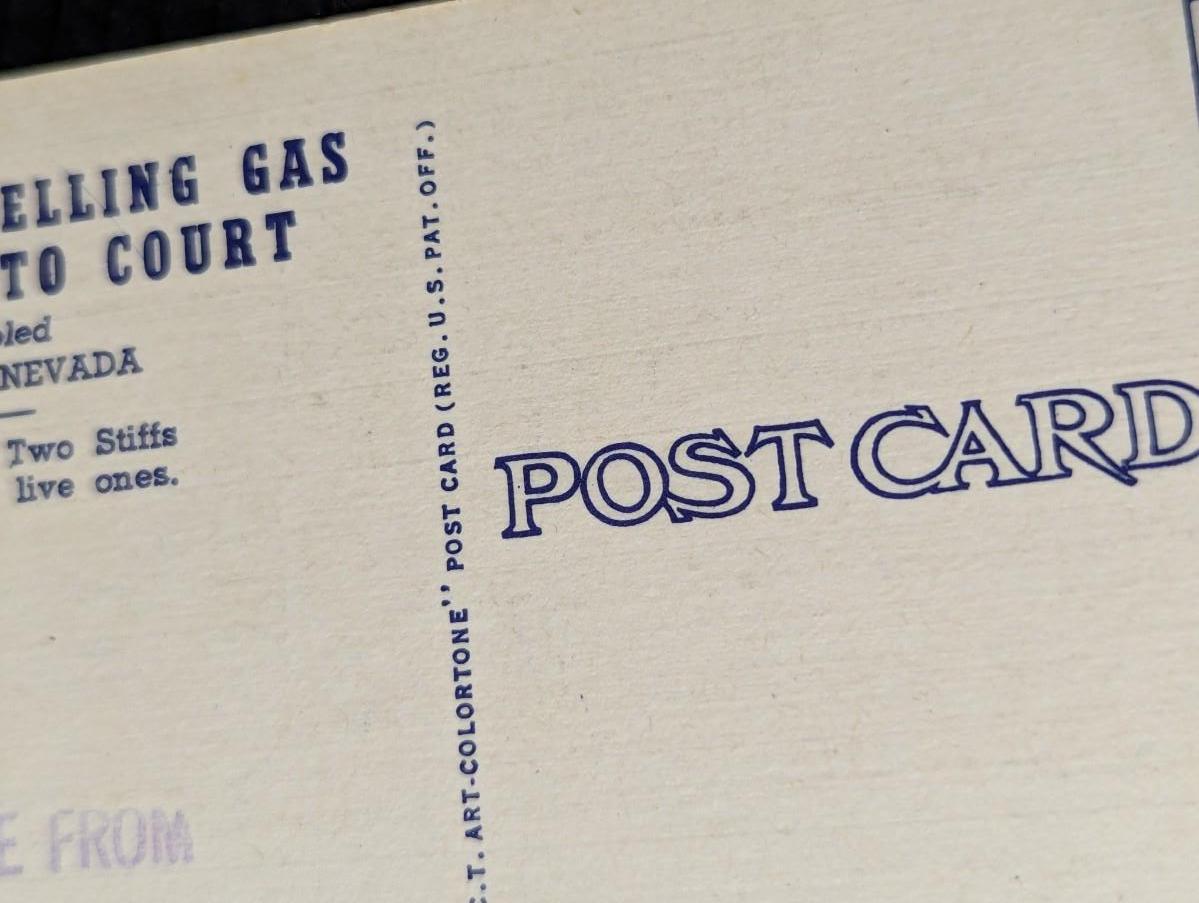 ELLING GAS
TO COURT
oled
NEVADA
Two Stiffs
live ones.
E FROM
C.T. ART-COLORTONE" POST CARD (REG. U.S. PAT. OFF.)
POST CARD